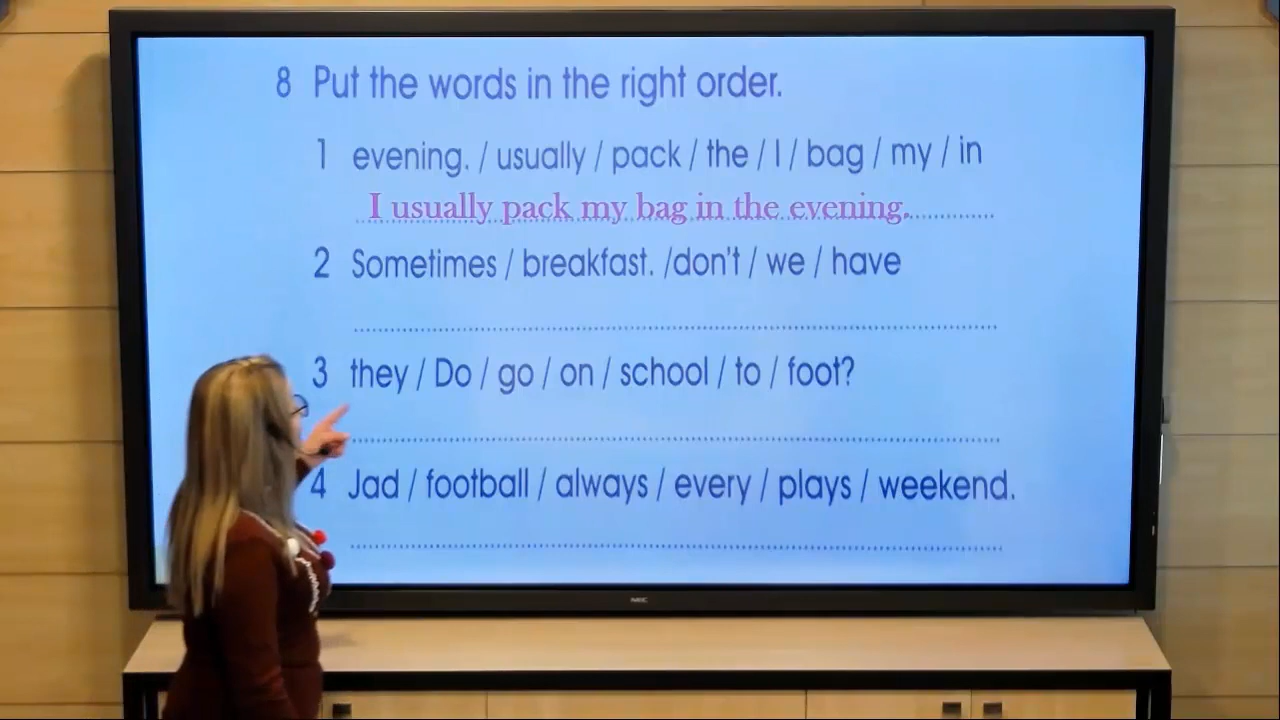 8 Put the words in the right order.
1 evening. / usually / pack / the / I / bag / my / in
I usually pack my bag in the evening.
2 Sometimes / breakfast. /don't / we / have
3 they / Do / go / on / school / to / foot?
4 Jad / football / always / every / plays / weekend.
NEC